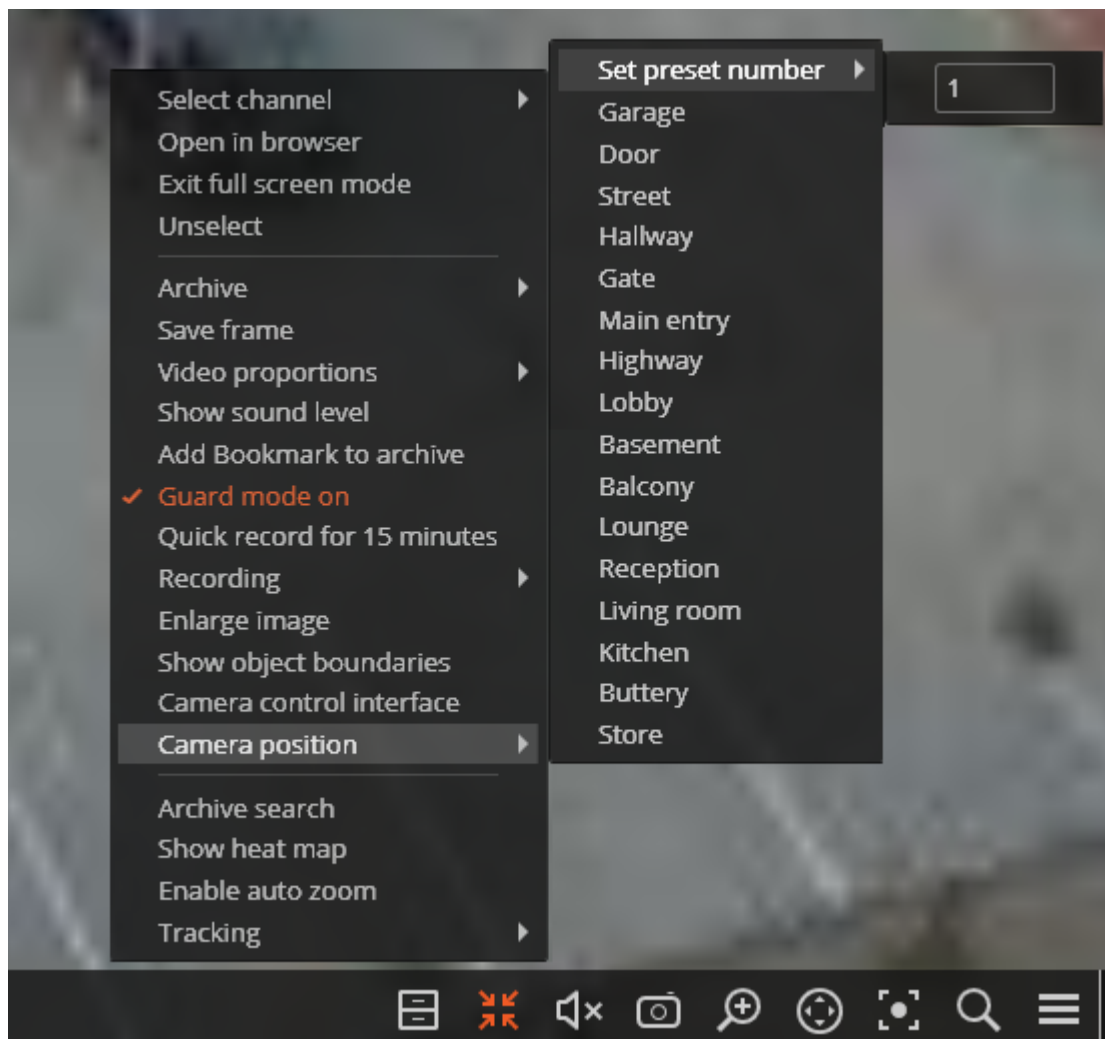 Select channel
Open in browser
Exit full screen mode
Unselect
Archive
Save frame
Video proportions
Show sound level
Add Bookmark to archive
Guard mode on
Quick record for 15 minutes
Recording
Enlarge image
Show object boundaries
Camera control interface
Camera position
Archive search
Show heat map
Enable auto zoom
Tracking
Set preset number
Garage
Door
Street
Hallway
Gate
Main entry
Highway
Lobby
Basement
Balcony
Lounge
Reception
Living room
Kitchen
Buttery
Store
1